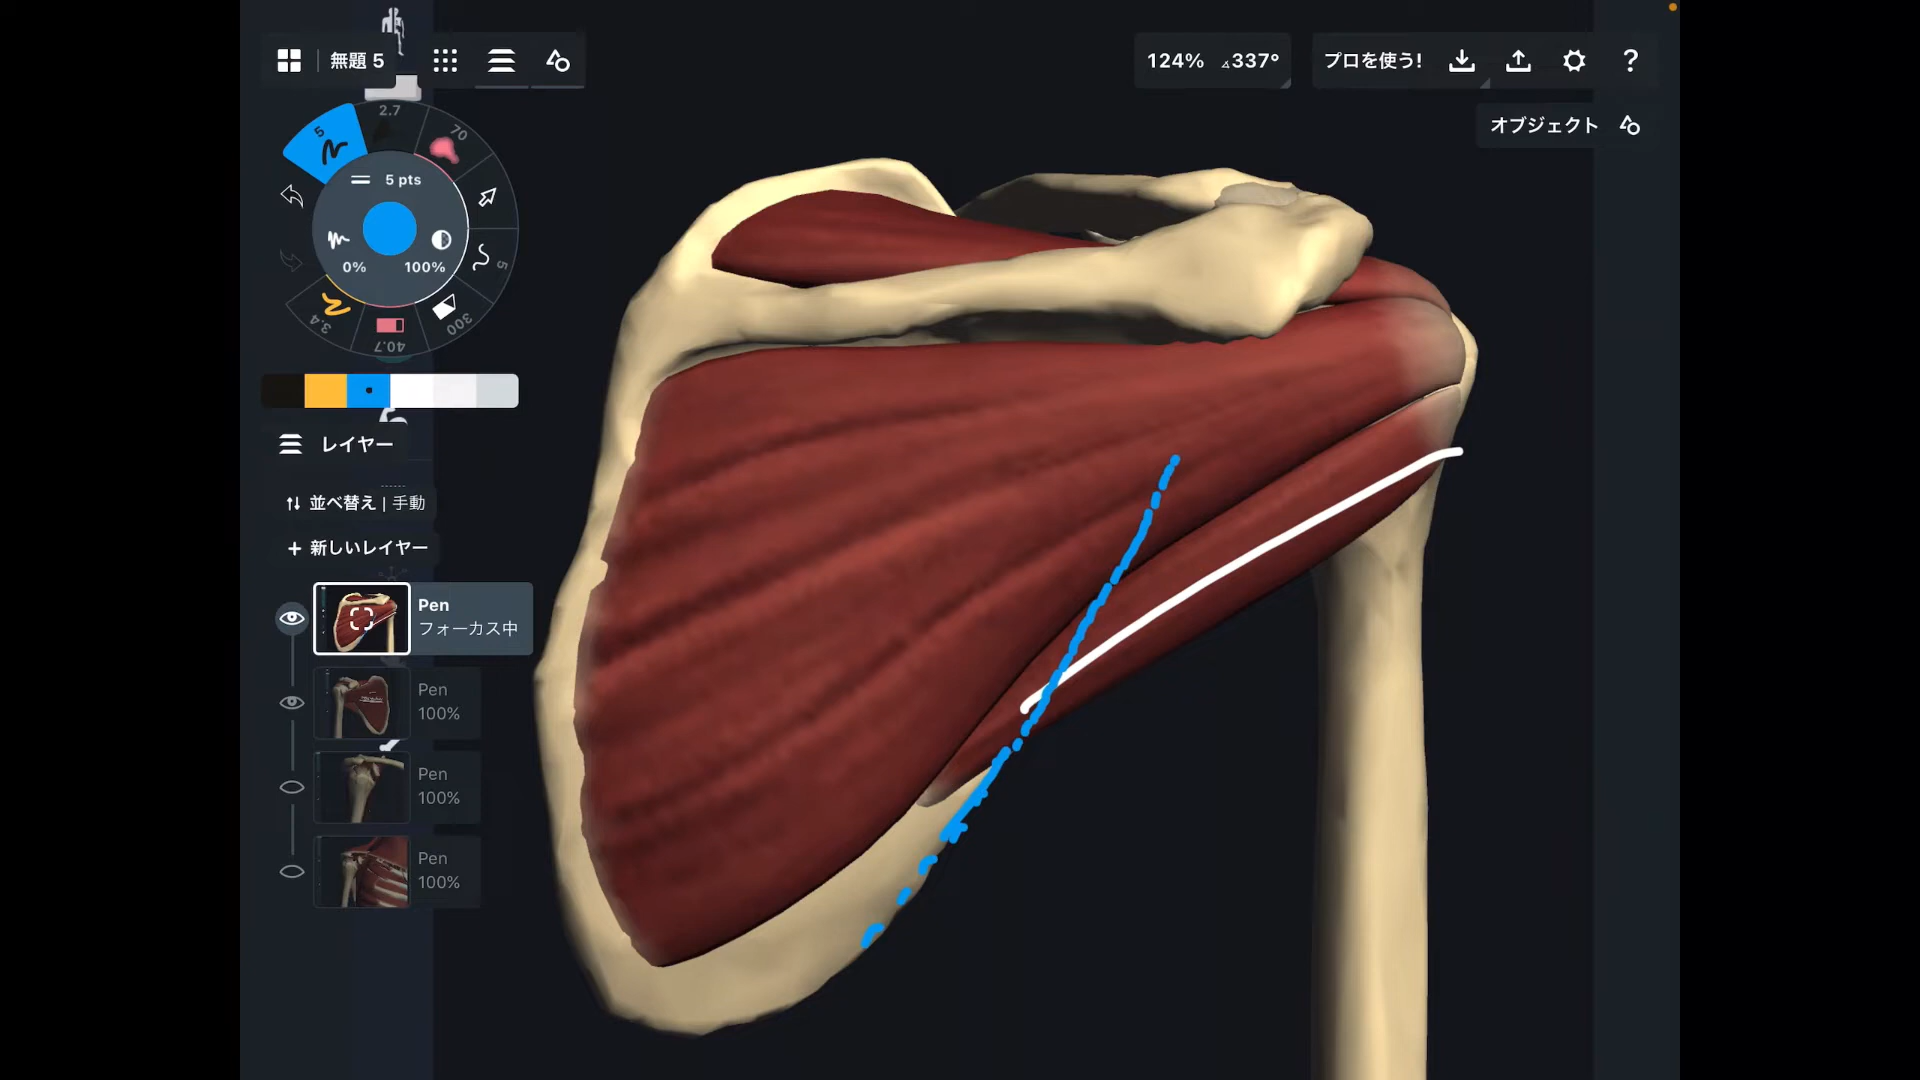 無題 5
124% ⦟337°
プロを使う!
?
オブジェクト
2.7
5
70
5 pts
5
0%
100%
3.4
40.7
300
レイヤー
並べ替え | 手動
+ 新しいレイヤー
Pen
フォーカス中
Pen
100%
Pen
100%
Pen
100%